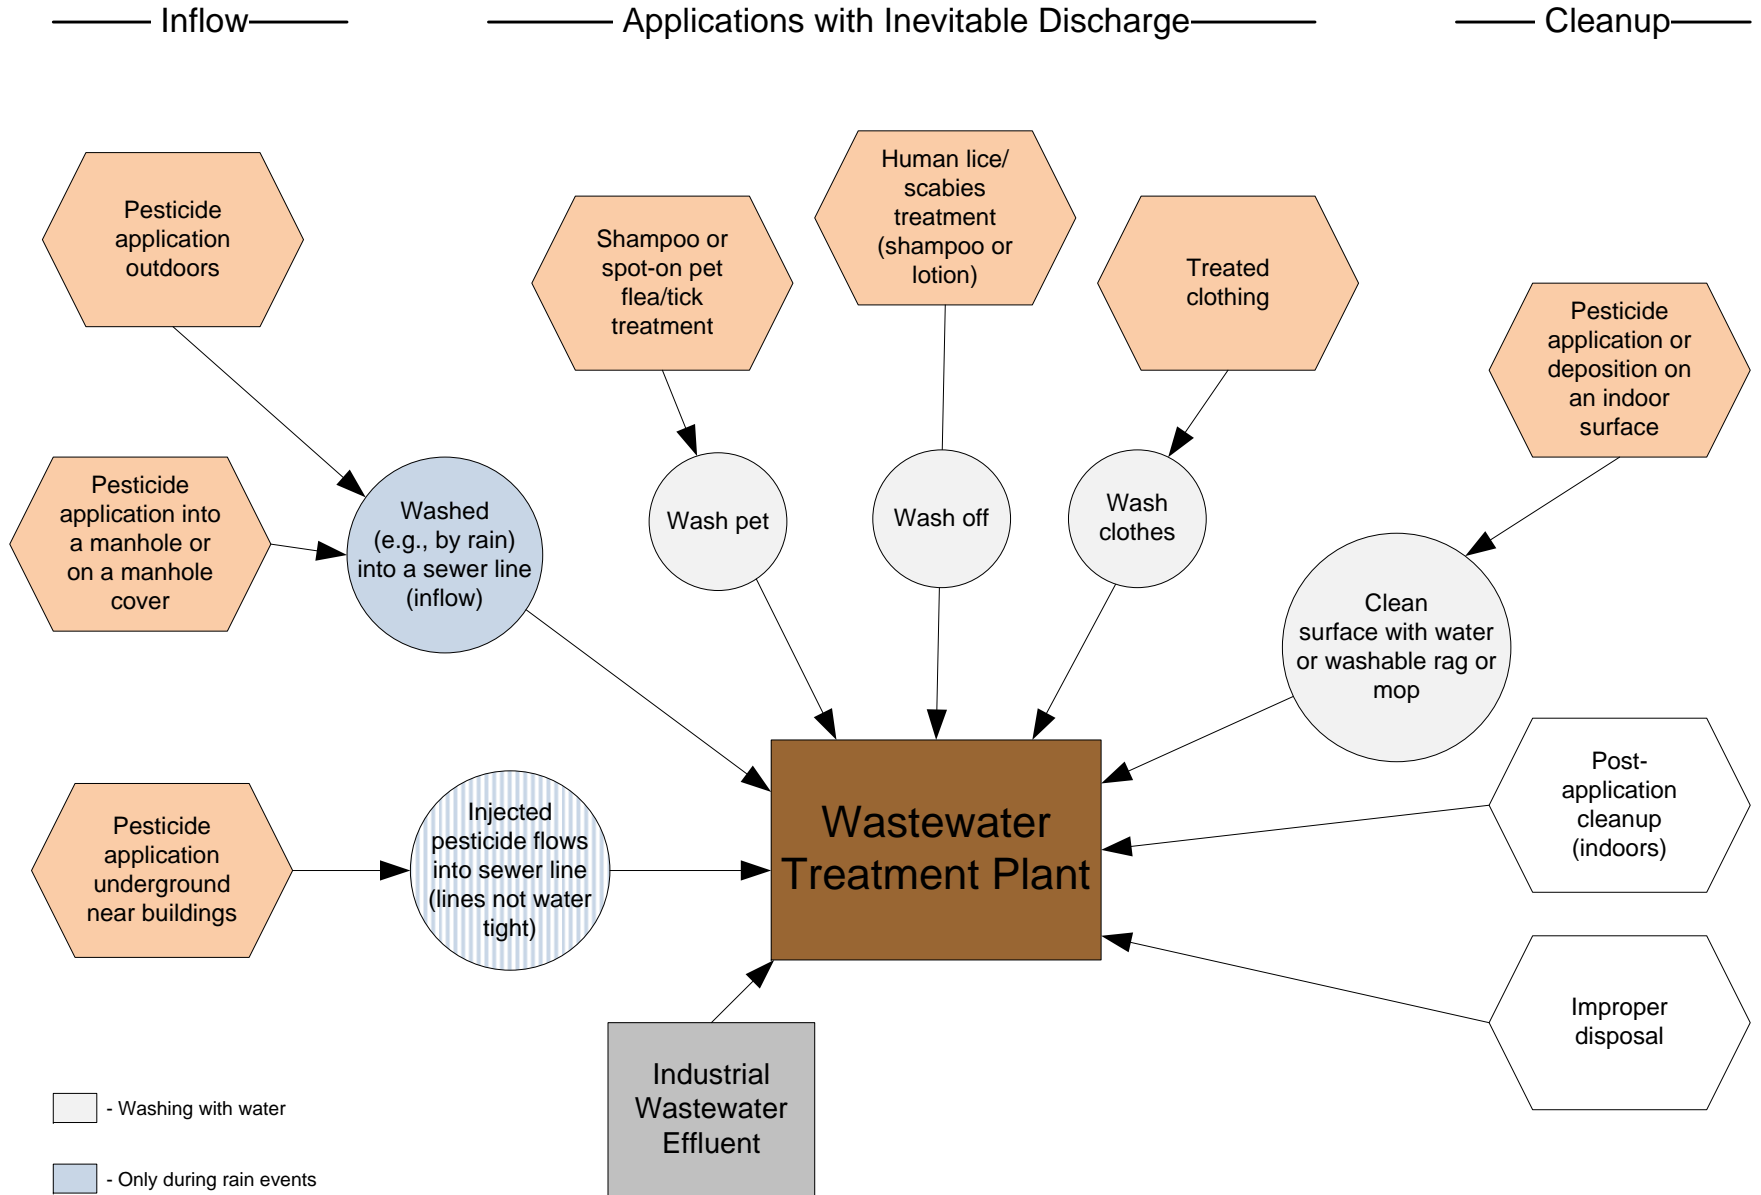 Inflow
Applications with Inevitable Discharge
Cleanup
Pesticide
application
outdoors
Shampoo or
spot-on pet
flea/tick
treatment
Human lice/
scabies
treatment
(shampoo or
lotion)
Treated
clothing
Pesticide
application or
deposition on
an indoor
surface
Pesticide
application into
a manhole or
on a manhole
cover
Washed
(e.g., by rain)
into a sewer line
(inflow)
Wash pet
Wash off
Wash
clothes
Clean
surface with water
or washable rag or
mop
Pesticide
application
underground
near buildings
Injected
pesticide flows
into sewer line
(lines not water
tight)
Wastewater
Treatment Plant
Post-
application
cleanup
(indoors)
Improper
disposal
Industrial
Wastewater
Effluent
- Washing with water
- Only during rain events